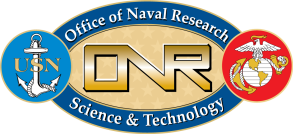 Office of Naval Research
USN
ONR
Science & Technology